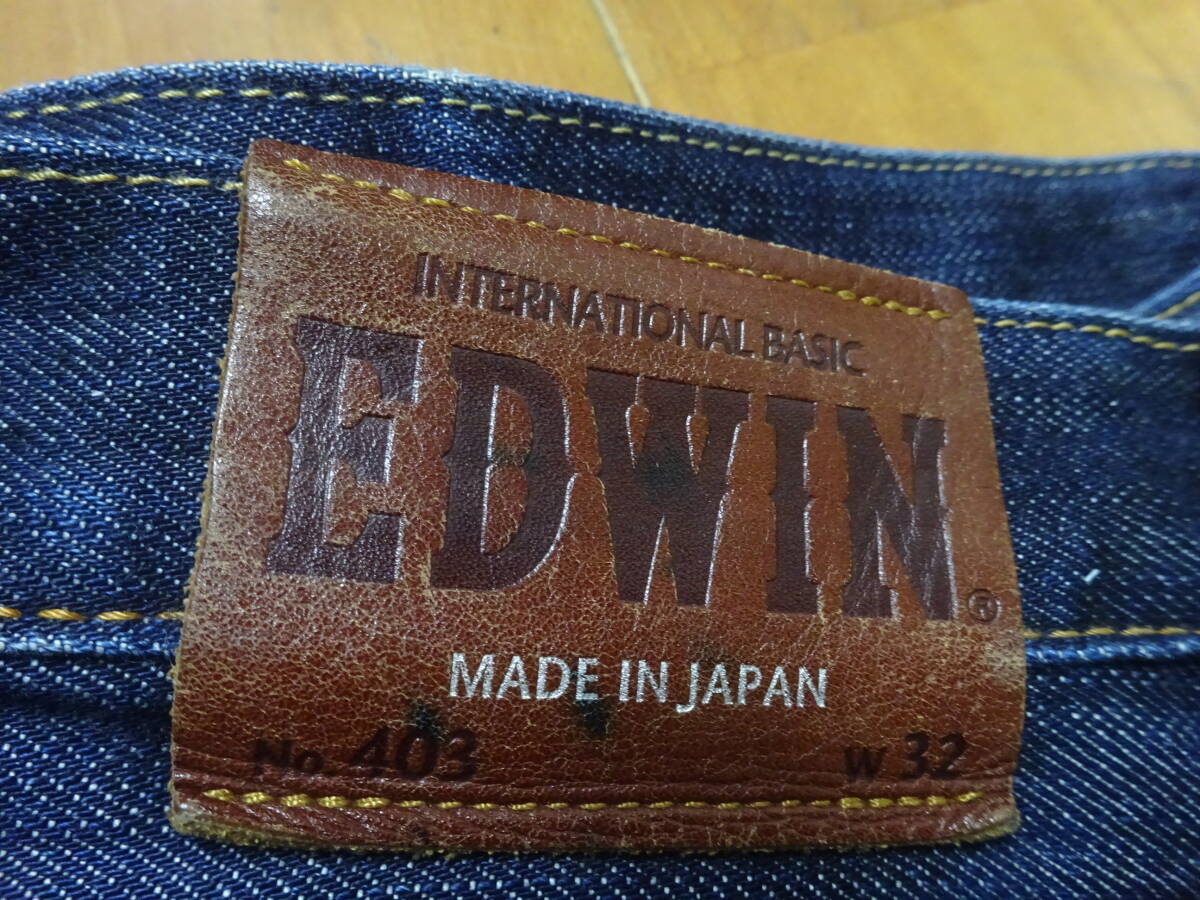 INTERNATIONAL BASIC
EDWIN®
MADE IN JAPAN
No. 403 W 32